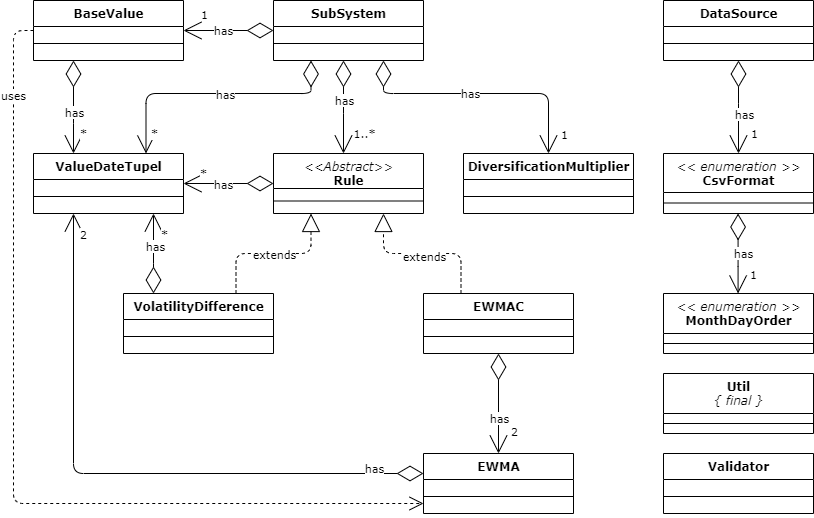 BaseValue
SubSystem
DataSource
1
has
uses
has
has
has
has
has
*
*
1..*
1
1
ValueDateTupel
<<Abstract>>
Rule
DiversificationMultiplier
<< enumeration >>
CsvFormat
*
has
2
*
has
extends
extends
has
1
VolatilityDifference
EWMAC
<< enumeration >>
MonthDayOrder
Util
{ final }
has
2
has
EWMA
Validator